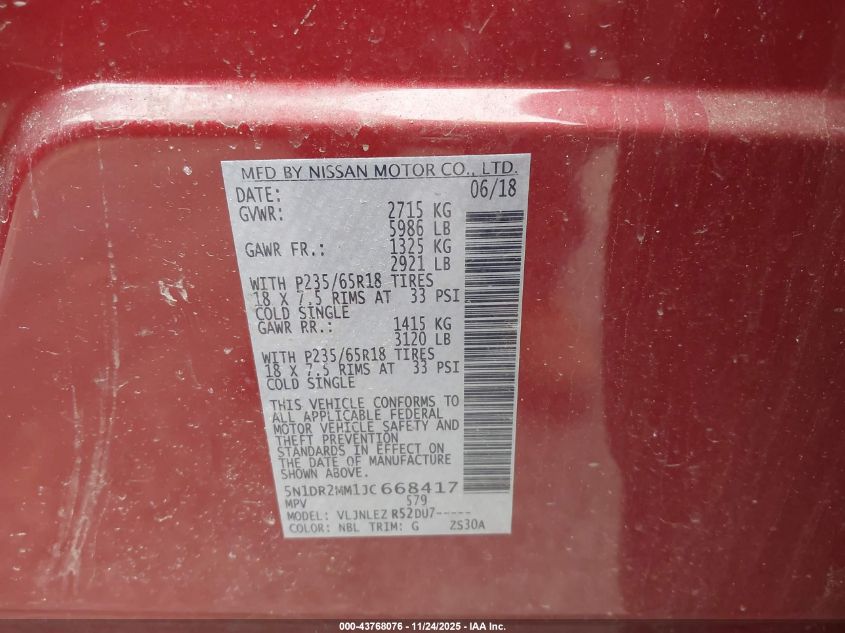 MFD BY NISSAN MOTOR CO., LTD.
DATE: 06/18
GVWR: 2715 KG
5986 LB
GAWR FR.: 1325 KG
2921 LB
WITH P235/65R18 TIRES
18 X 7.5 RIMS AT 33 PSI
COLD SINGLE
GAWR RR.: 1415 KG
3120 LB
WITH P235/65R18 TIRES
18 X 7.5 RIMS AT 33 PSI
COLD SINGLE
THIS VEHICLE CONFORMS TO
ALL APPLICABLE FEDERAL
MOTOR VEHICLE SAFETY AND
THEFT PREVENTION
STANDARDS IN EFFECT ON
THE DATE OF MANUFACTURE
SHOWN ABOVE.
5N1DR2MM1JC668417
MPV 579
MODEL: VLJNLEZ R52DU7-----
COLOR: NBL TRIM: G ZS30A
000-43768076 - 11/24/2025 - IAA Inc.